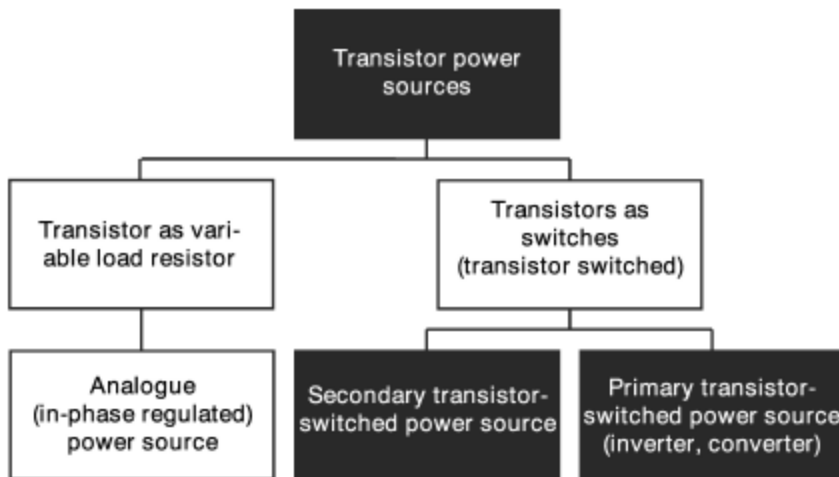 Transistor power
sources
Transistor as vari-
able load resistor
Transistors as
switches
(transistor switched)
Analogue
(in-phase regulated)
power source
Secondary transistor-
switched power source
Primary transistor-
switched power source
(inverter, converter)